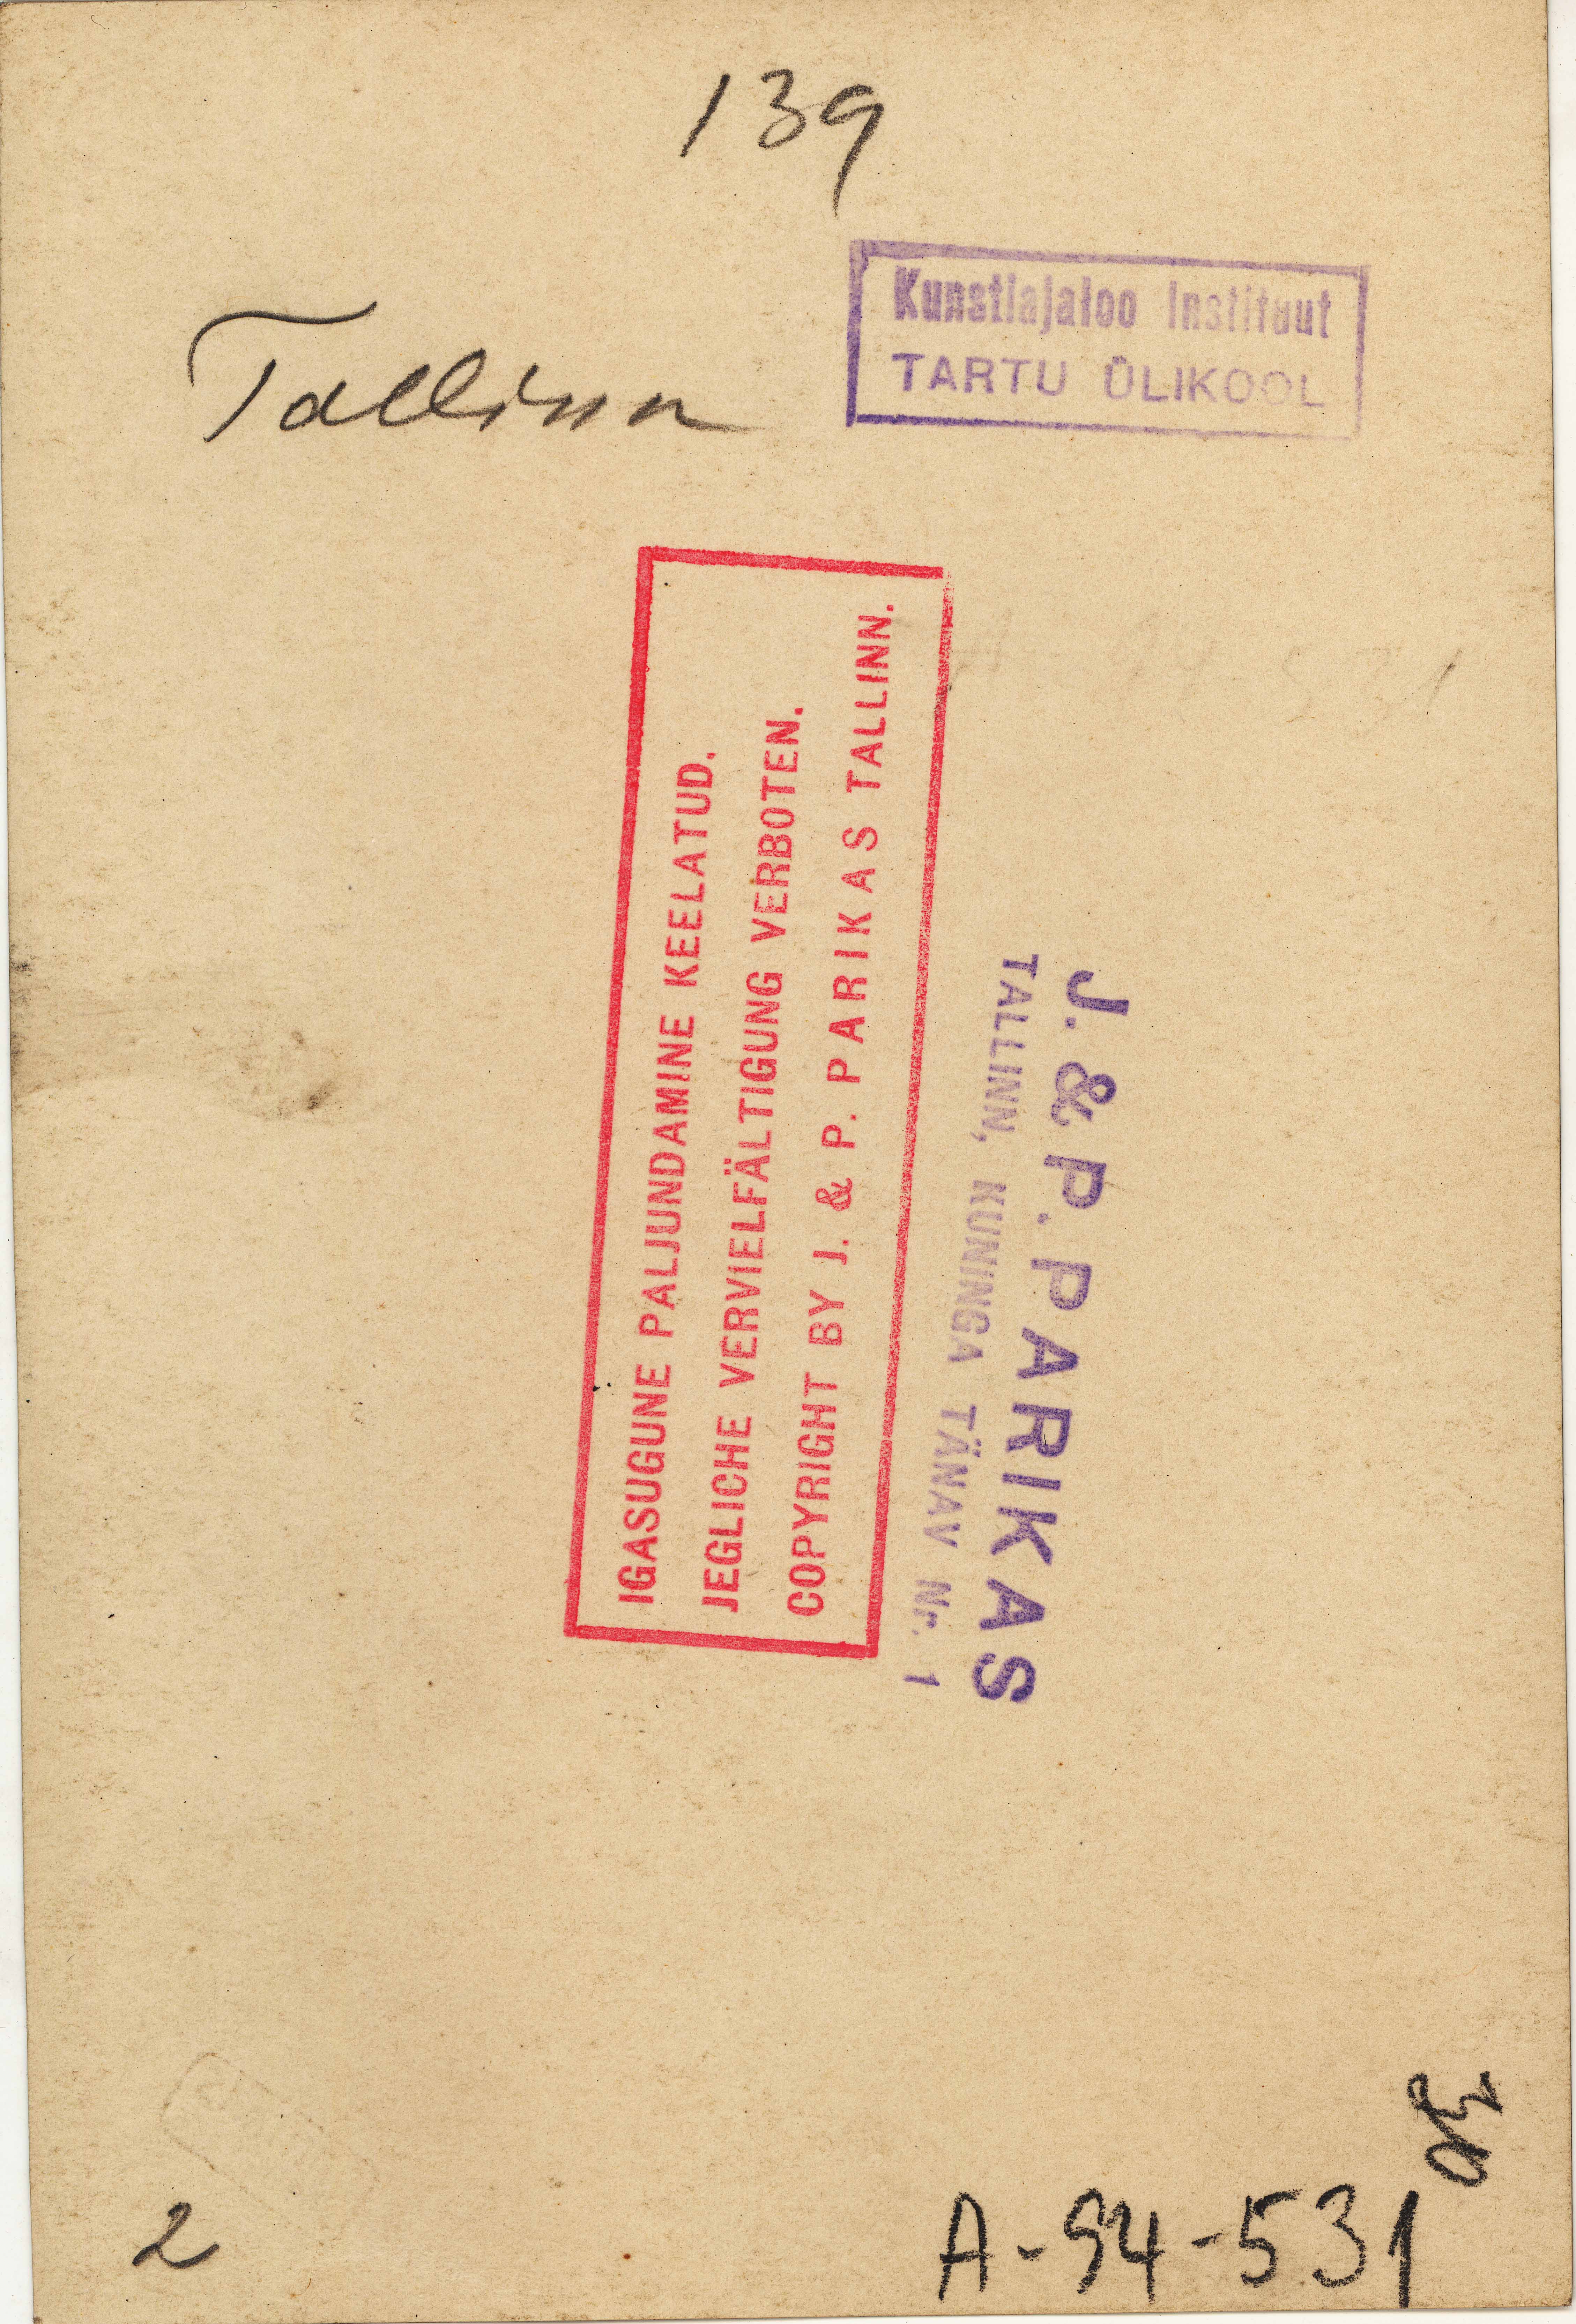 139
Tallinn
Kunstiajaloo Instituut
TARTU ÜLIKOOL
IGASUGUNE PALJUNDAMINE KEELATUD.
JEGLICHE VERVIELFÄLTIGUNG VERBOTEN.
COPYRIGHT BY J. & P. PARIKAS TALLINN.
J. & P. PARIKAS
TALLINN, KUNINGA TÄNAV Nr. 1
2
A-94-531